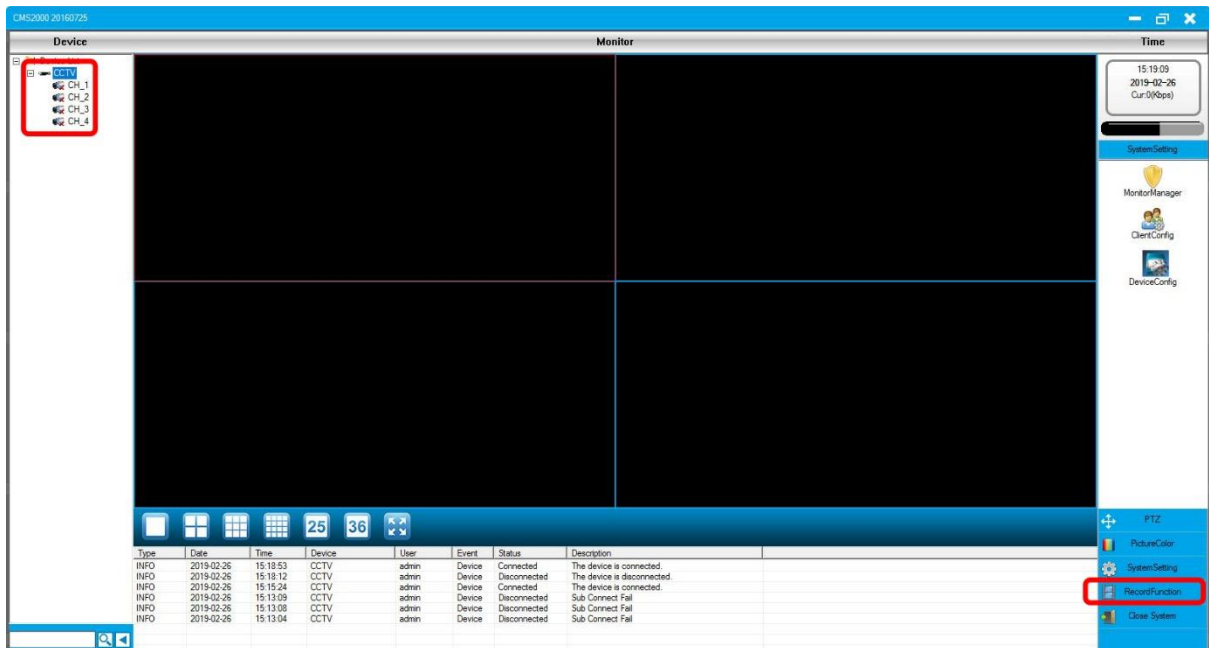 CMS2000 20160725
Device Monitor Time
CCTV
CH_1
CH_2
CH_3
CH_4
15:19:09
2019-02-26
Cur:0(Kbps)
SystemSetting
MonitorManager
ClientConfig
DeviceConfig
25 36
PTZ
PictureColor
SystemSetting
RecordFunction
Close System
Type Date Time Device User Event Status Description
INFO 2019-02-26 15:18:53 CCTV admin Device Connected The device is connected.
INFO 2019-02-26 15:18:12 CCTV admin Device Disconnected The device is disconnected.
INFO 2019-02-26 15:15:24 CCTV admin Device Connected The device is connected.
INFO 2019-02-26 15:13:09 CCTV admin Device Disconnected Sub Connect Fail
INFO 2019-02-26 15:13:08 CCTV admin Device Disconnected Sub Connect Fail
INFO 2019-02-26 15:13:04 CCTV admin Device Disconnected Sub Connect Fail